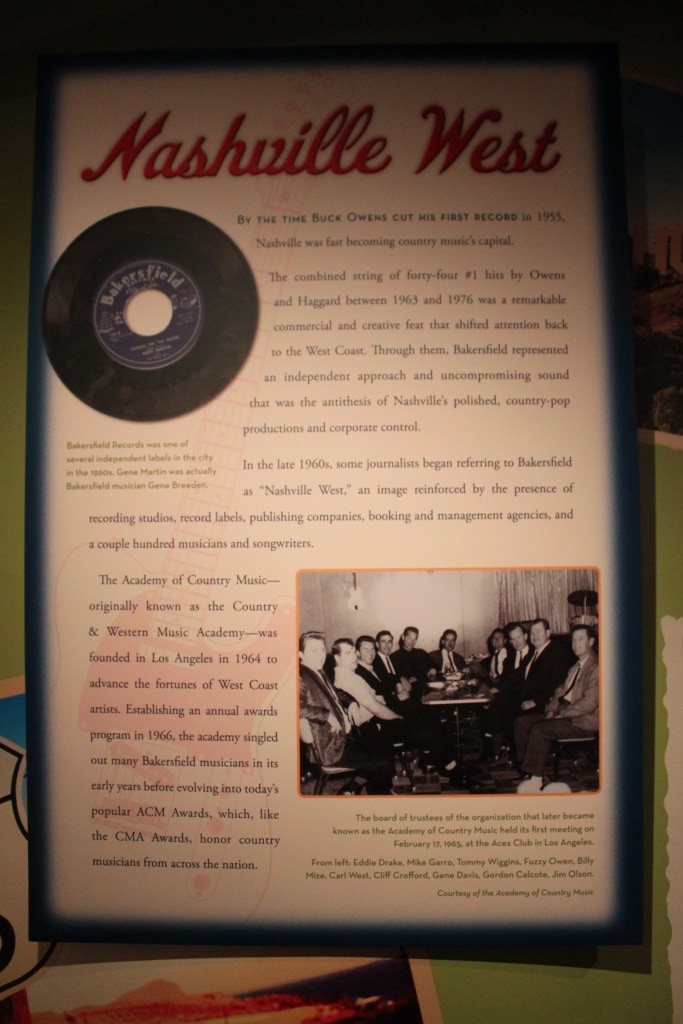 Nashville West
BY THE TIME BUCK OWENS CUT HIS FIRST RECORD in 1955,
Nashville was fast becoming country music's capital.
The combined string of forty-four #1 hits by Owens
and Haggard between 1963 and 1976 was a remarkable
commercial and creative feat that shifted attention back
to the West Coast. Through them, Bakersfield represented
an independent approach and uncompromising sound
that was the antithesis of Nashville's polished, country-pop
productions and corporate control.
Bakersfield
Bakersfield Records was one of
several independent labels in the city
in the 1960s. Gene Martin was actually
Bakersfield musician Gene Breeden.
In the late 1960s, some journalists began referring to Bakersfield
as "Nashville West," an image reinforced by the presence of
recording studios, record labels, publishing companies, booking and management agencies, and
a couple hundred musicians and songwriters.
The Academy of Country Music—
originally known as the Country
& Western Music Academy—was
founded in Los Angeles in 1964 to
advance the fortunes of West Coast
artists. Establishing an annual awards
program in 1966, the academy singled
out many Bakersfield musicians in its
early years before evolving into today's
popular ACM Awards, which, like
the CMA Awards, honor country
musicians from across the nation.
The board of trustees of the organization that later became
known as the Academy of Country Music held its first meeting on
February 17, 1965, at the Aces Club in Los Angeles.
From left: Eddie Drake, Mike Garro, Tommy Wiggins, Fuzzy Owen, Billy
Mize, Carl West, Cliff Crofford, Gene Davis, Gordon Calcote, Jim Olson.
Courtesy of the Academy of Country Music